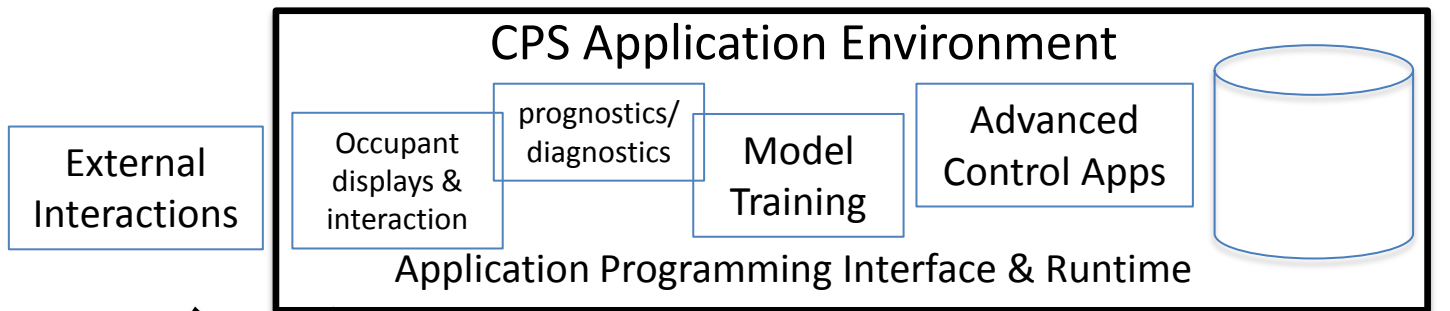 CPS Application Environment
External
Interactions
Occupant
displays &
interaction
prognostics/
diagnostics
Model
Training
Advanced
Control Apps
Application Programming Interface & Runtime